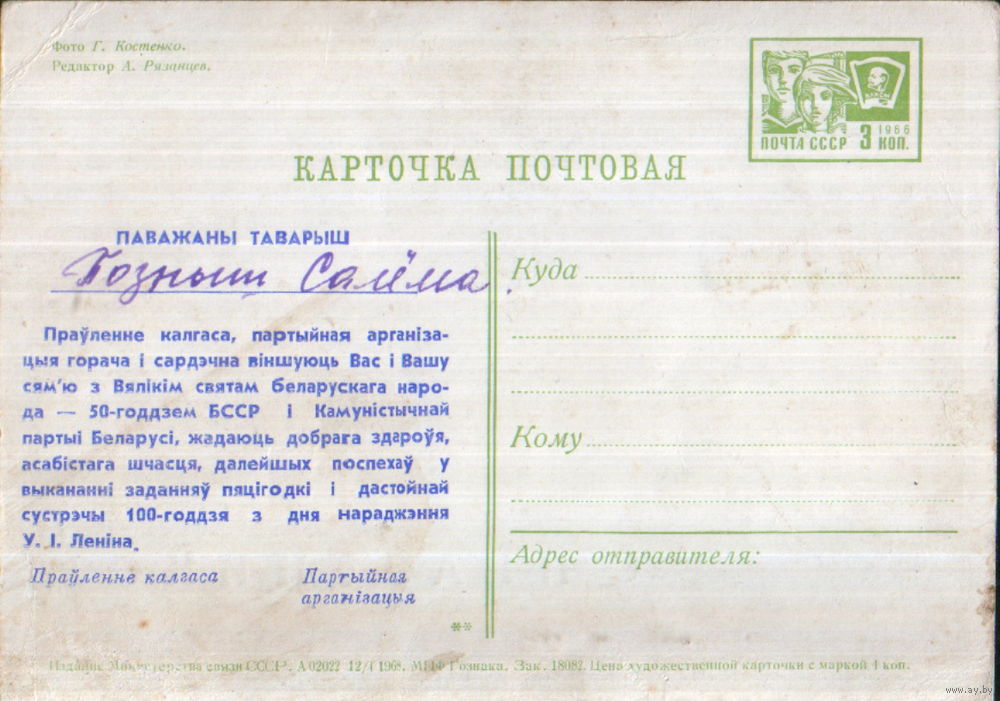 Фото Г. Костенко.
Редактор А. Рязанцев.
ПОЧТА СССР 3 1966 КОП.
КАРТОЧКА ПОЧТОВАЯ
ПАВАЖАНЫ ТАВАРЫШ
Праўленне калгаса, партыйная арганіза-
цыя горача і сардэчна віншуюць Вас і Вашу
сям'ю з Вялікім святам беларускага наро-
да — 50-годдзем БССР і Камуністычнай
партыі Беларусі, жадаюць добрага здароўя,
асабістага шчасця, далейшых поспехаў у
выкананні заданняў пяцігодкі і дастойнай
сустрэчы 100-годдзя з дня нараджэння
У. І. Леніна.
Праўленне калгаса
Партыйная
арганізацыя
**
Куда
Кому
Адрес отправителя:
Издание Министерства связи СССР. А 02022 12/I 1968. МПФ Гознака. Зак. 18082. Цена художественной карточки с маркой 4 коп.
www.ay.by